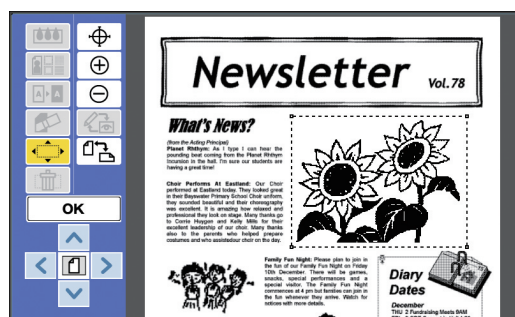 Newsletter Vol.78
What's News?
(from the Acting Principal)
Planet Rhithym: As I type I can hear the
pounding beat coming from the Planet Rhithym
Incursion in the hall. I'm sure our students are
having a great time!
Choir Performs At Eastland: Our Choir
performed at Eastland today. They looked great
in their Bayswater Primary School Choir uniform,
they sounded beautiful and their choreography
was excellent. It is amazing how relaxed and
professional they look on stage. Many thanks go
to Corrie Huygen and Kelly Mills for their
excellent leadership of our choir. Many thanks
also to the parents who helped prepare
costumes and who assisted our choir on the day.
OK
Family Fun Night: Please plan to join in
the fun of our Family Fun Night on Friday
10th December. There will be games,
snacks, special performances and a
special visitor. The Family Fun Night
commences at 4 pm but families can join in
the fun whenever they arrive. Watch for
notices with more details.
Diary
Dates
December
THU 2 Fundraising Meets 9AM